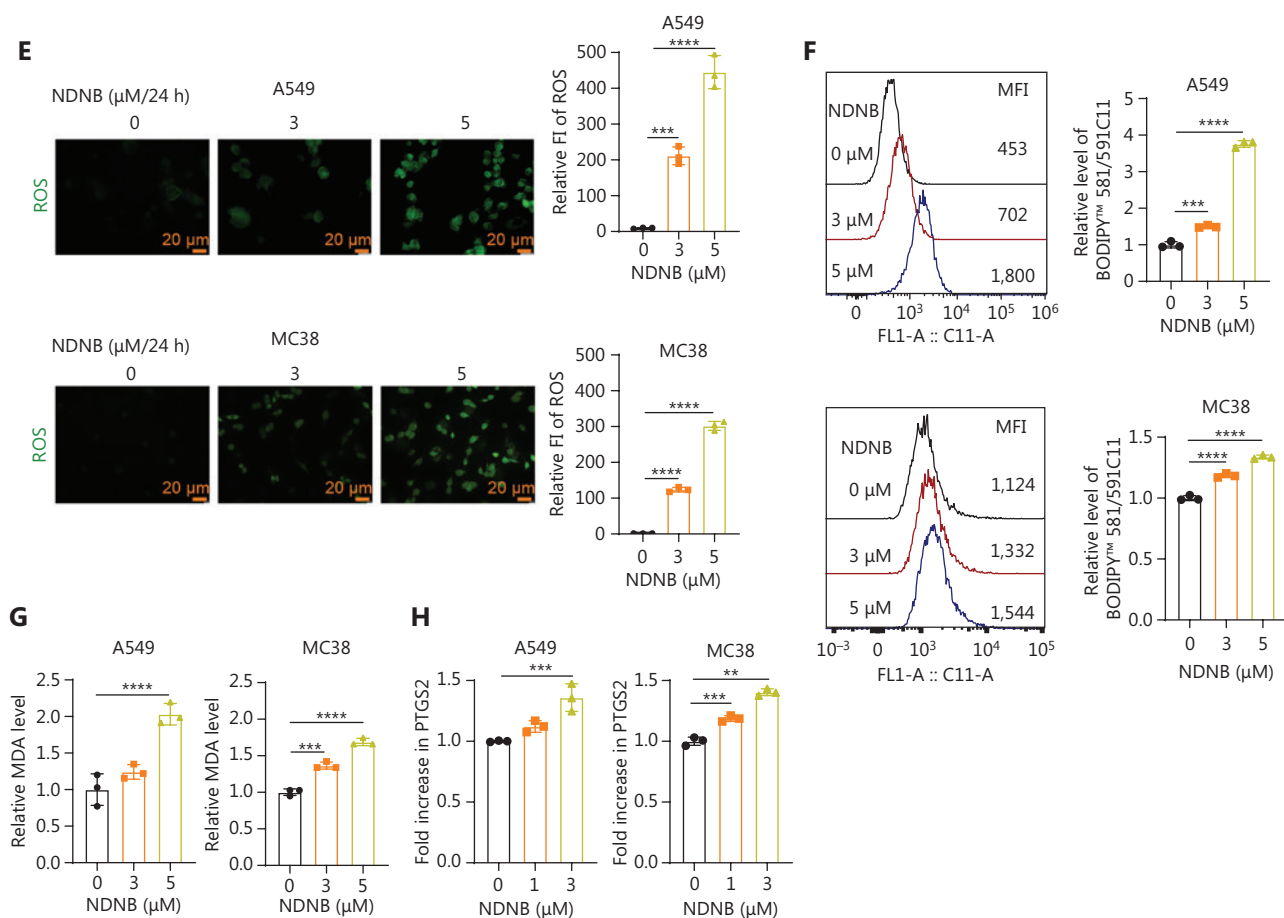 E
NDNB (µM/24 h)
A549
0 3 5
ROS
20 µm 20 µm 20 µm
A549
****
***
Relative FI of ROS
500
400
300
200
100
0
0 3 5
NDNB (µM)
NDNB (µM/24 h)
MC38
0 3 5
ROS
20 µm 20 µm 20 µm
MC38
****
****
Relative FI of ROS
500
400
300
200
100
0
0 3 5
NDNB (µM)
F
NDNB MFI
0 µM 453
3 µM 702
5 µM 1,800
0 10³ 10⁴ 10⁵ 10⁶
FL1-A :: C11-A
A549
****
***
Relative level of
BODIPY™ 581/591C11
5
4
3
2
1
0
0 3 5
NDNB (µM)
NDNB MFI
0 µM 1,124
3 µM 1,332
5 µM 1,544
10⁻³ 0 10³ 10⁴ 10⁵
FL1-A :: C11-A
MC38
****
****
Relative level of
BODIPY™ 581/591C11
1.5
1.0
0.5
0.0
0 3 5
NDNB (µM)
G
A549
****
Relative MDA level
2.5
2.0
1.5
1.0
0.5
0.0
0 3 5
NDNB (µM)
MC38
****
***
Relative MDA level
2.5
2.0
1.5
1.0
0.5
0.0
0 3 5
NDNB (µM)
H
A549
***
Fold increase in PTGS2
1.5
1.0
0.5
0.0
0 1 3
NDNB (µM)
MC38
**
***
Fold increase in PTGS2
1.5
1.0
0.5
0.0
0 1 3
NDNB (µM)